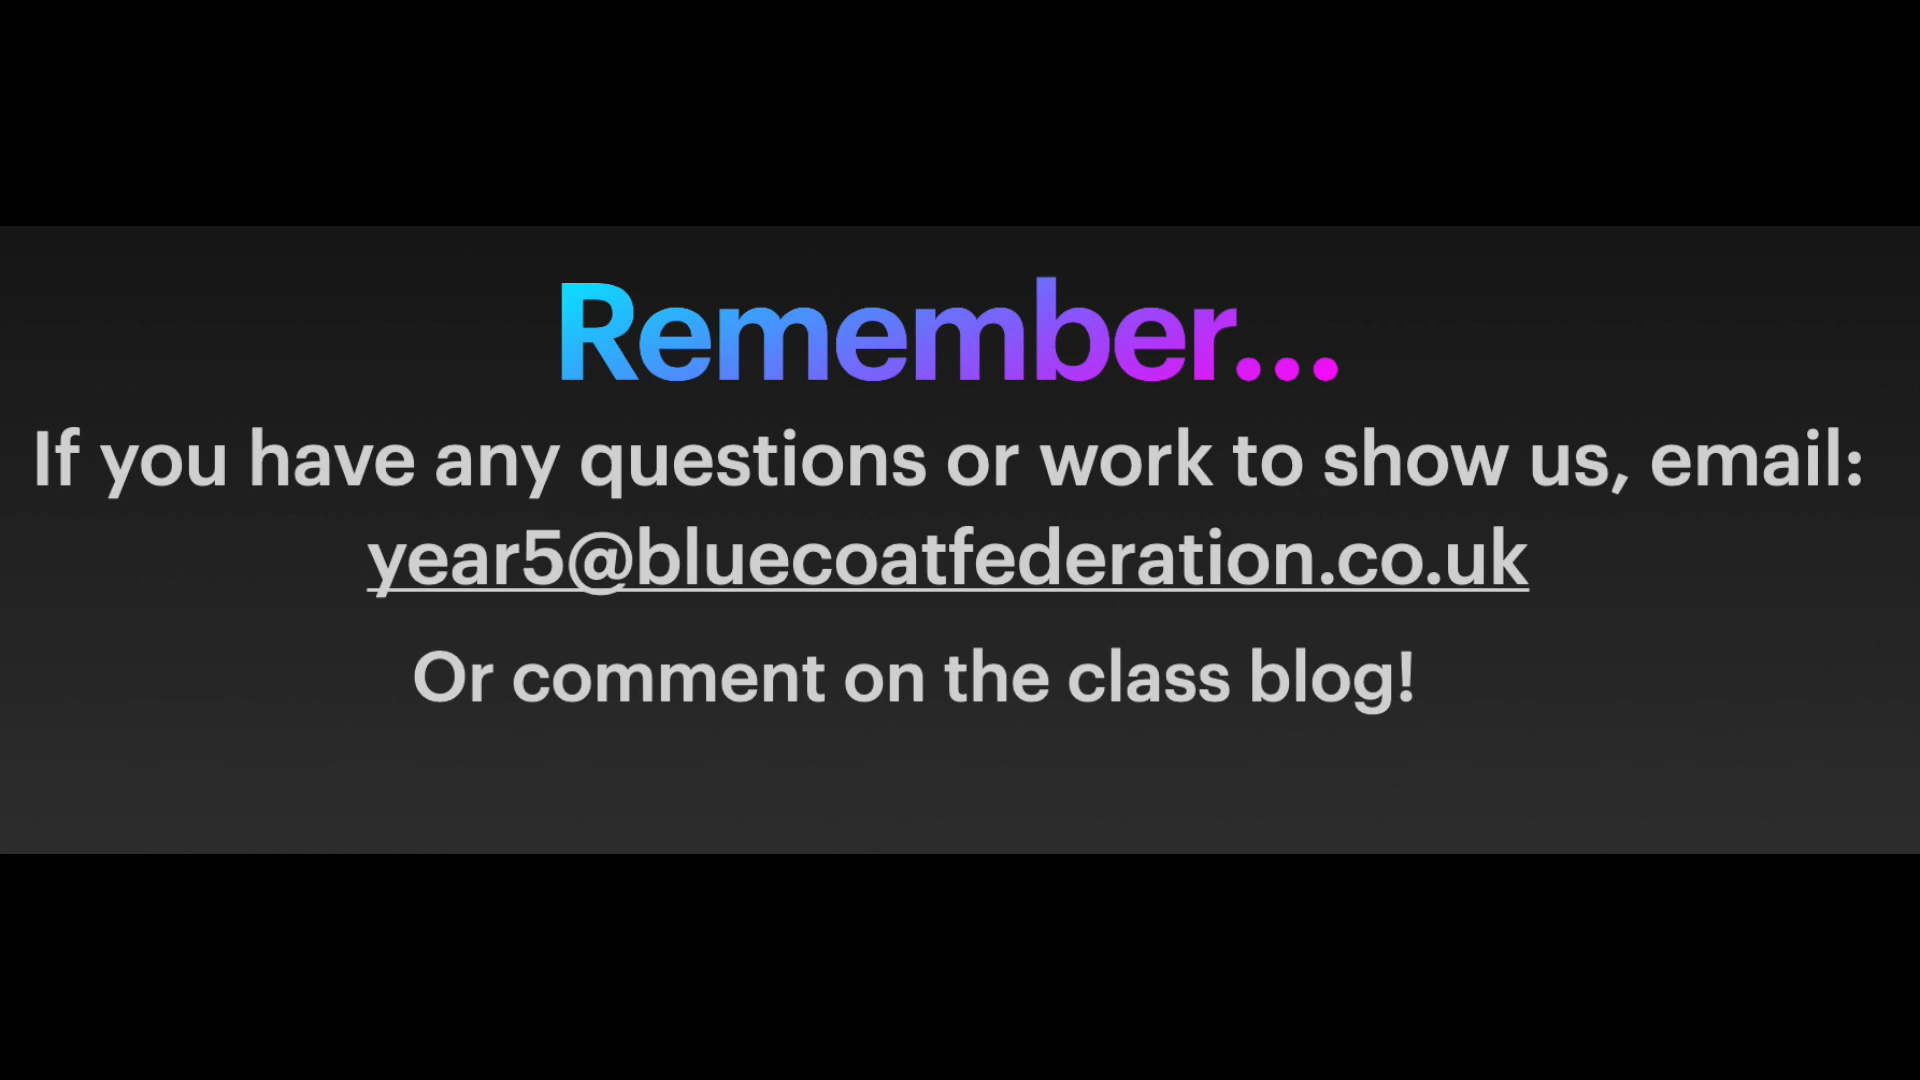 Remember...
If you have any questions or work to show us, email:
year5@bluecoatfederation.co.uk
Or comment on the class blog!